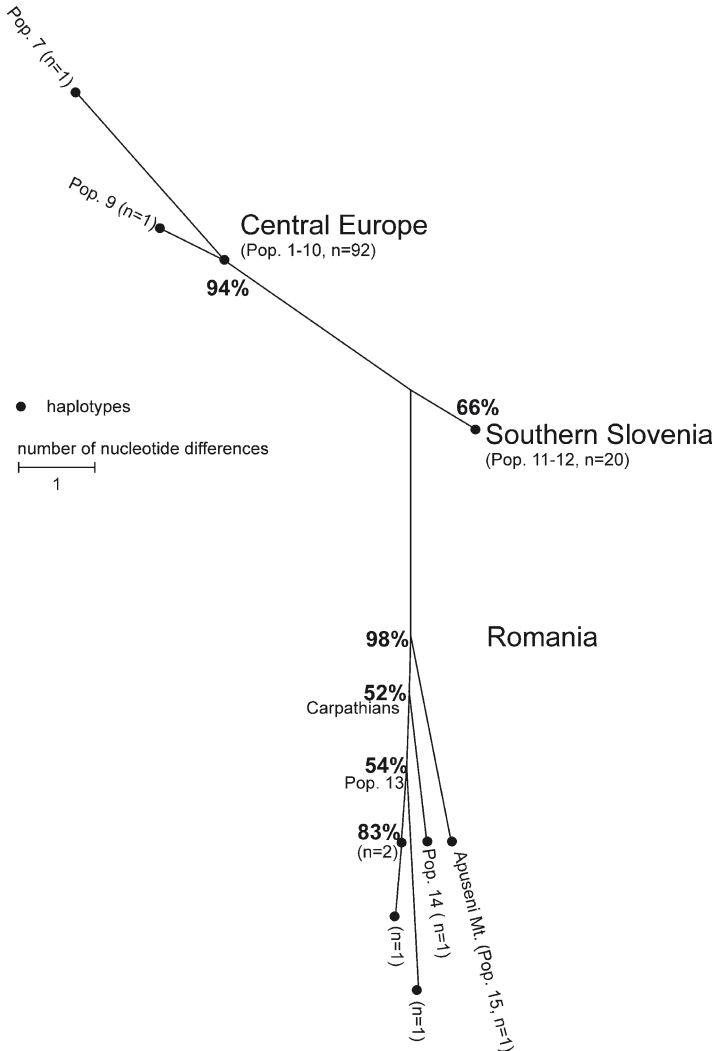 Pop. 7 (n=1)
Pop. 9 (n=1)
Central Europe
(Pop. 1-10, n=92)
94%
haplotypes
66%
Southern Slovenia
(Pop. 11-12, n=20)
number of nucleotide differences
1
98%
Romania
52%
Carpathians
54%
Pop. 13
83%
(n=2)
Pop. 14 ( n=1)
Apuseni Mt. (Pop. 15, n=1)
(n=1)
(n=1)